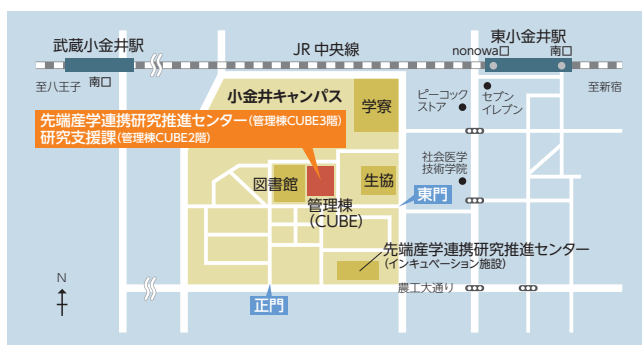 武蔵小金井駅
JR中央線
東小金井駅
nonowa口
南口
至八王子
南口
至新宿
小金井キャンパス
学寮
ピーコック
ストア
セブン
イレブン
先端産学連携研究推進センター(管理棟CUBE3階)
研究支援課(管理棟CUBE2階)
社会医学
技術学院
図書館
生協
東門
管理棟
(CUBE)
先端産学連携研究推進センター
(インキュベーション施設)
N
農工大通り
正門